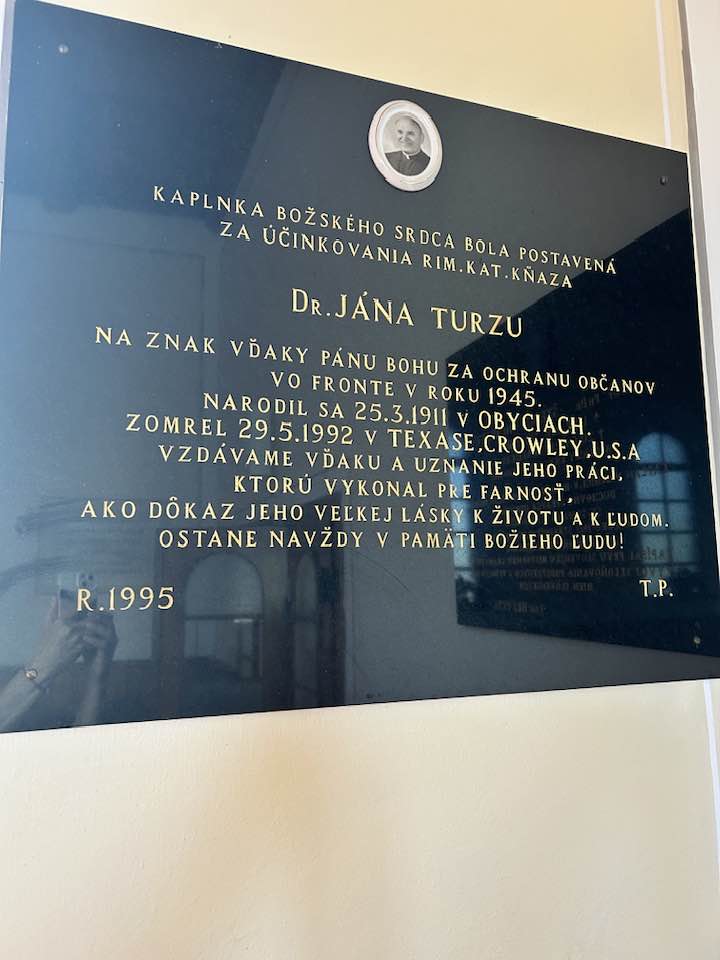 KAPLNKA BOŽSKÉHO SRDCA BOLA POSTAVENÁ
ZA ÚČINKOVANIA RIM.KAT.KŇAZA
DR.JÁNA TURZU
NA ZNAK VĎAKY PÁNU BOHU ZA OCHRANU OBČANOV
VO FRONTE V ROKU 1945.
NARODIL SA 25.3.1911 V OBYCIACH.
ZOMREL 29.5.1992 V TEXASE,CROWLEY,U.S.A
VZDÁVAME VĎAKU A UZNANIE JEHO PRÁCI,
KTORÚ VYKONAL PRE FARNOSŤ,
AKO DÔKAZ JEHO VEĽKEJ LÁSKY K ŽIVOTU A K ĽUDOM.
OSTANE NAVŽDY V PAMÄTI BOŽIEHO ĽUDU!
R.1995
T.P.